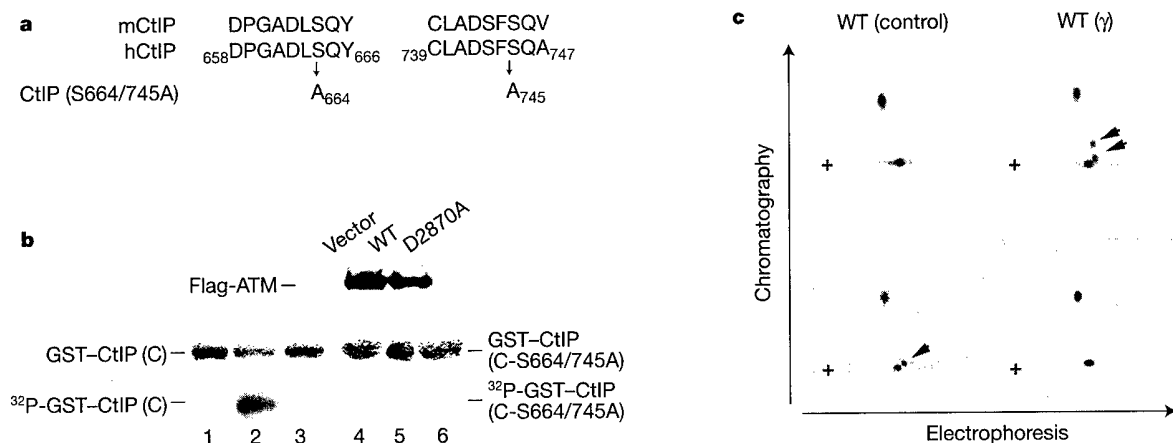 a
mCtIP DPGADLSQY CLADSFSQV
hCtIP 658DPGADLSQY666 739CLADSFSQA747
CtIP (S664/745A) A664 A745
b
Vector
WT
D2870A
Flag-ATM
GST–CtIP (C)
GST–CtIP
(C-S664/745A)
32P-GST–CtIP (C)
32P-GST–CtIP
(C-S664/745A)
1 2 3 4 5 6
c
WT (control) WT (γ)
Chromatography
+ +
+ +
Electrophoresis